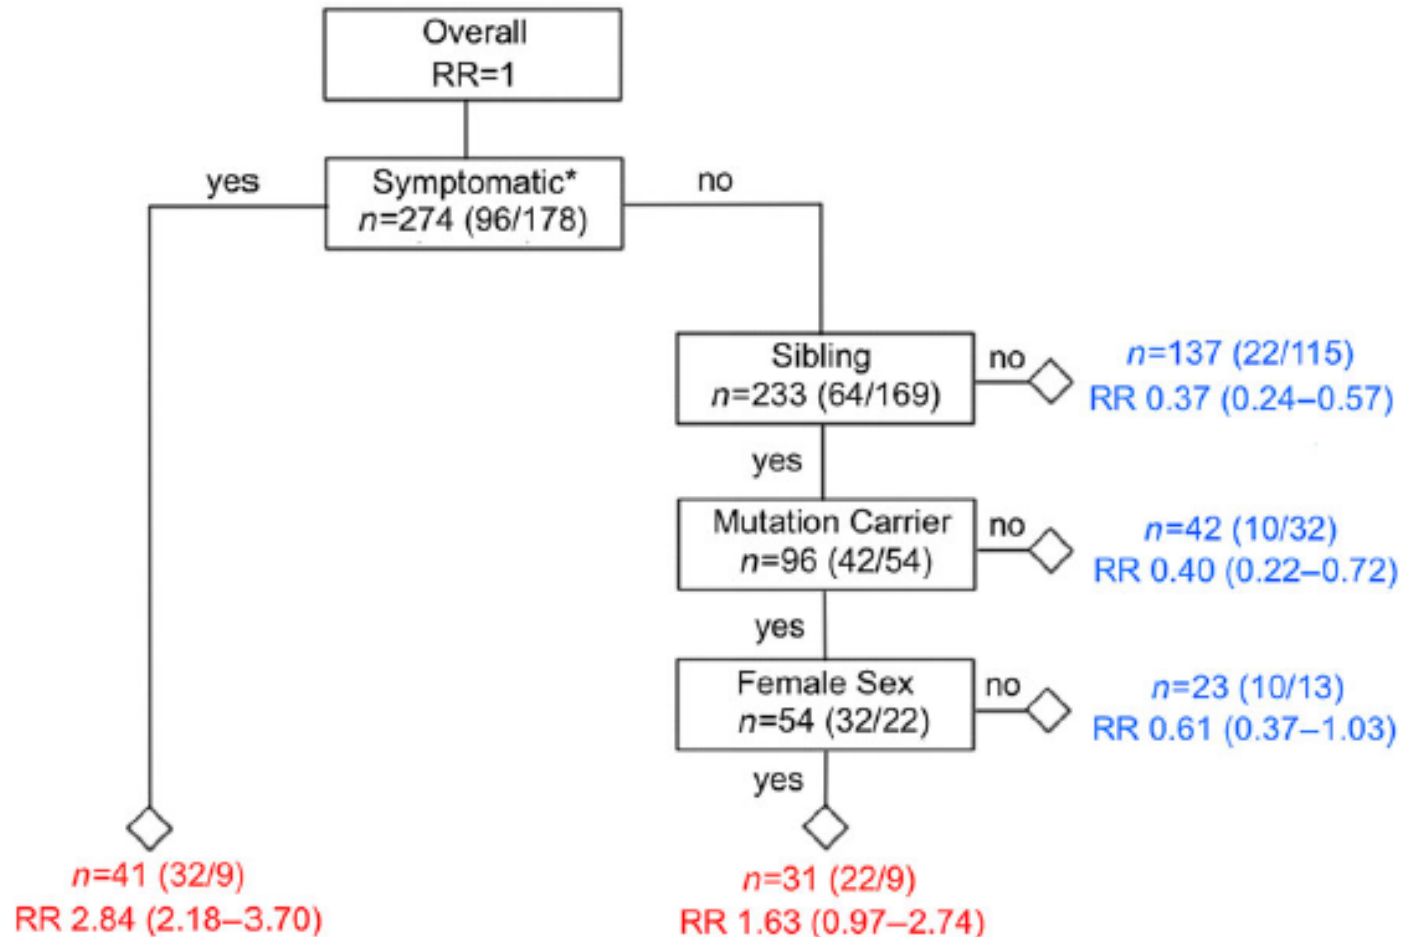 Overall
RR=1
yes
Symptomatic*
n=274 (96/178)
no
Sibling
n=233 (64/169)
no
n=137 (22/115)
RR 0.37 (0.24–0.57)
yes
Mutation Carrier
n=96 (42/54)
no
n=42 (10/32)
RR 0.40 (0.22–0.72)
yes
Female Sex
n=54 (32/22)
no
n=23 (10/13)
RR 0.61 (0.37–1.03)
yes
n=41 (32/9)
RR 2.84 (2.18–3.70)
n=31 (22/9)
RR 1.63 (0.97–2.74)